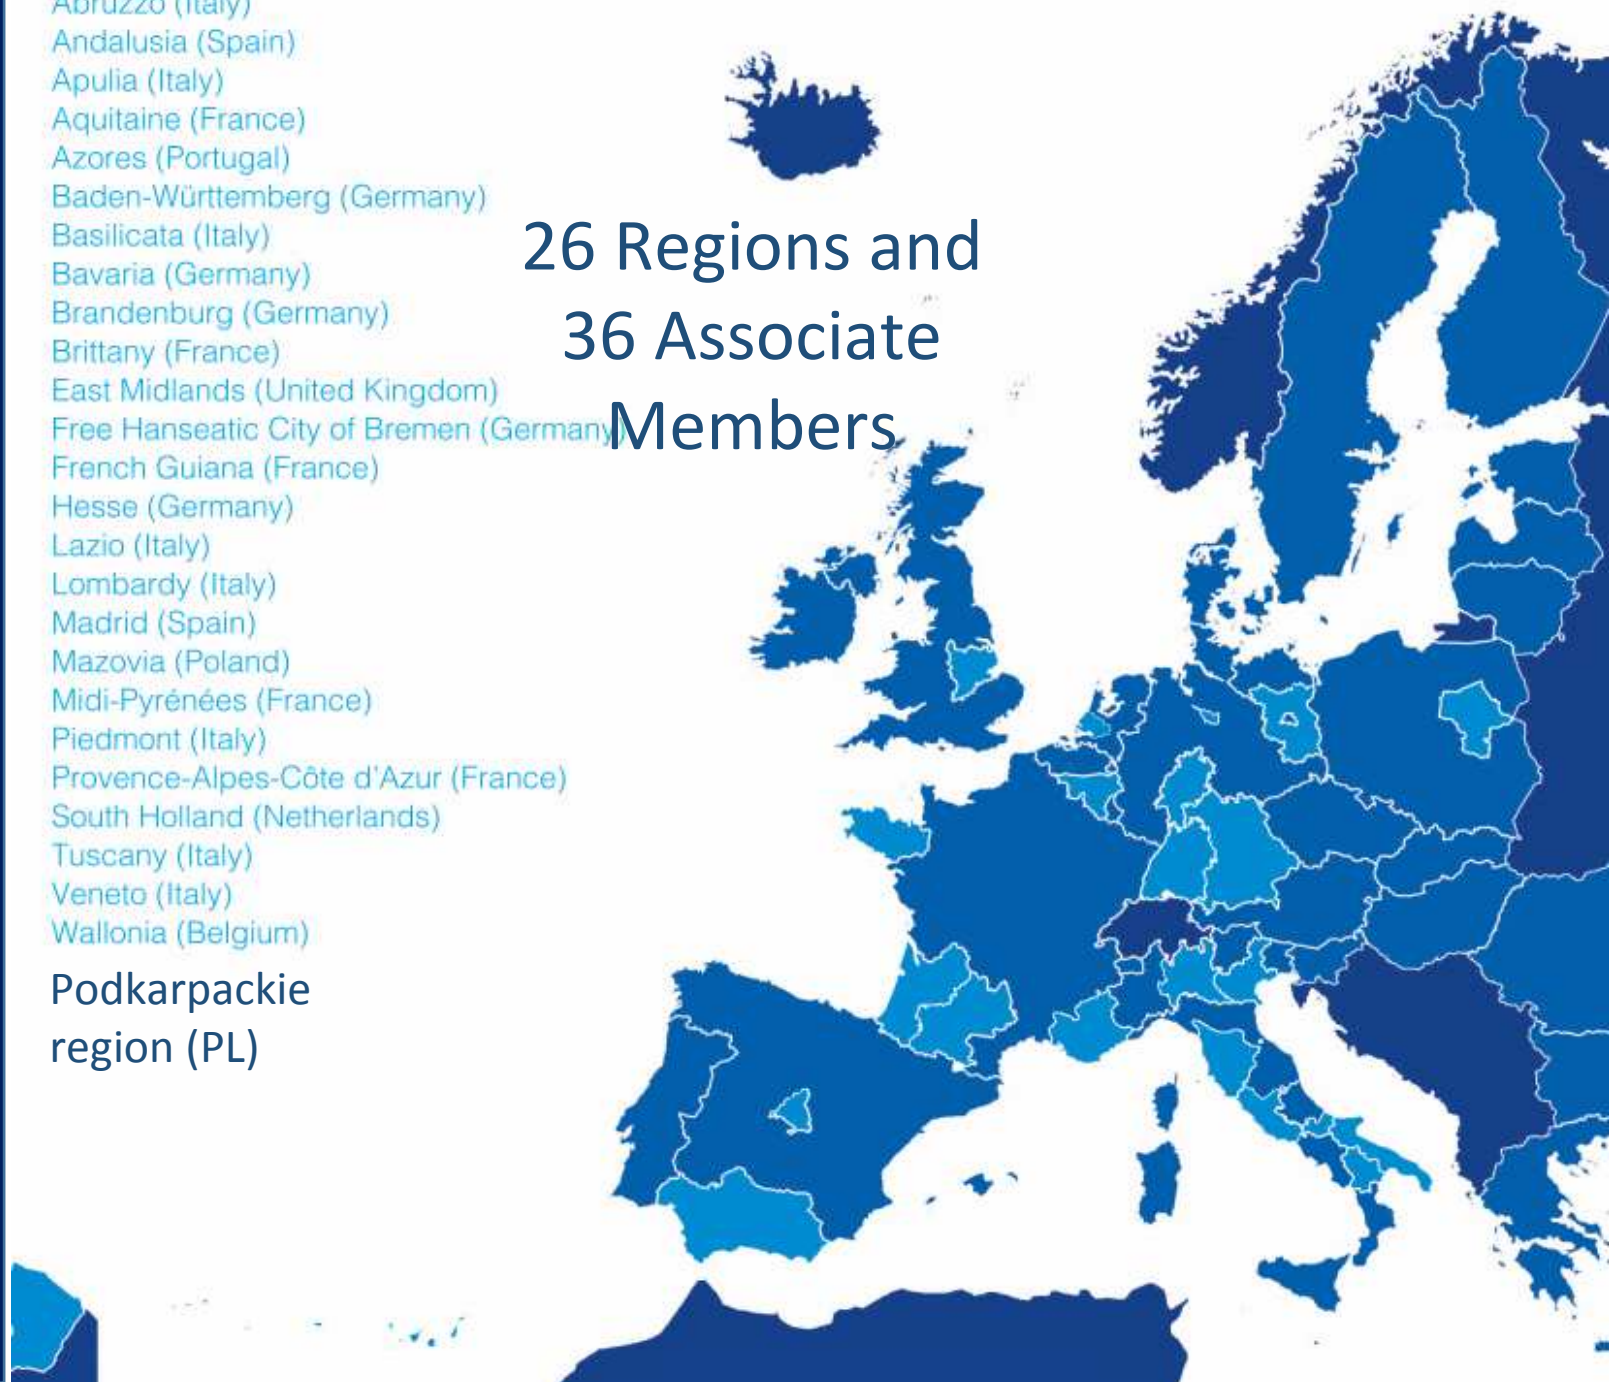 Abruzzo (Italy)
Andalusia (Spain)
Apulia (Italy)
Aquitaine (France)
Azores (Portugal)
Baden-Württemberg (Germany)
Basilicata (Italy)
Bavaria (Germany)
Brandenburg (Germany)
Brittany (France)
East Midlands (United Kingdom)
Free Hanseatic City of Bremen (Germany)
French Guiana (France)
Hesse (Germany)
Lazio (Italy)
Lombardy (Italy)
Madrid (Spain)
Mazovia (Poland)
Midi-Pyrénées (France)
Piedmont (Italy)
Provence-Alpes-Côte d'Azur (France)
South Holland (Netherlands)
Tuscany (Italy)
Veneto (Italy)
Wallonia (Belgium)
Podkarpackie
region (PL)
26 Regions and
36 Associate
Members